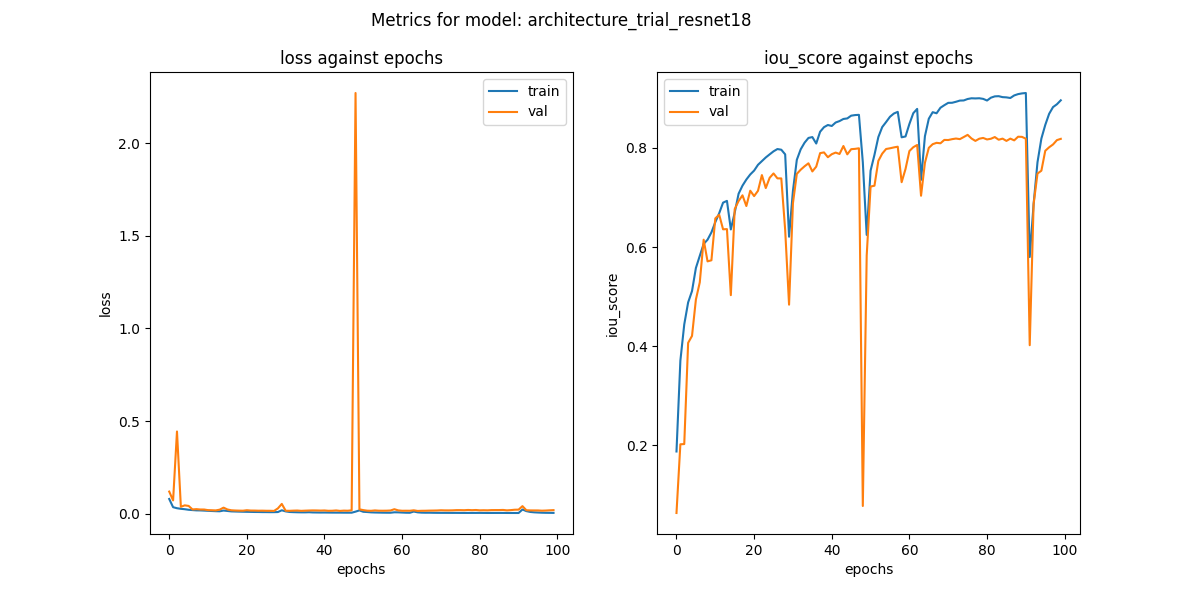 Metrics for model: architecture_trial_resnet18
loss against epochs
train
val
2.0
1.5
1.0
0.5
0.0
loss
0 20 40 60 80 100
epochs
iou_score against epochs
train
val
0.8
0.6
0.4
0.2
iou_score
0 20 40 60 80 100
epochs